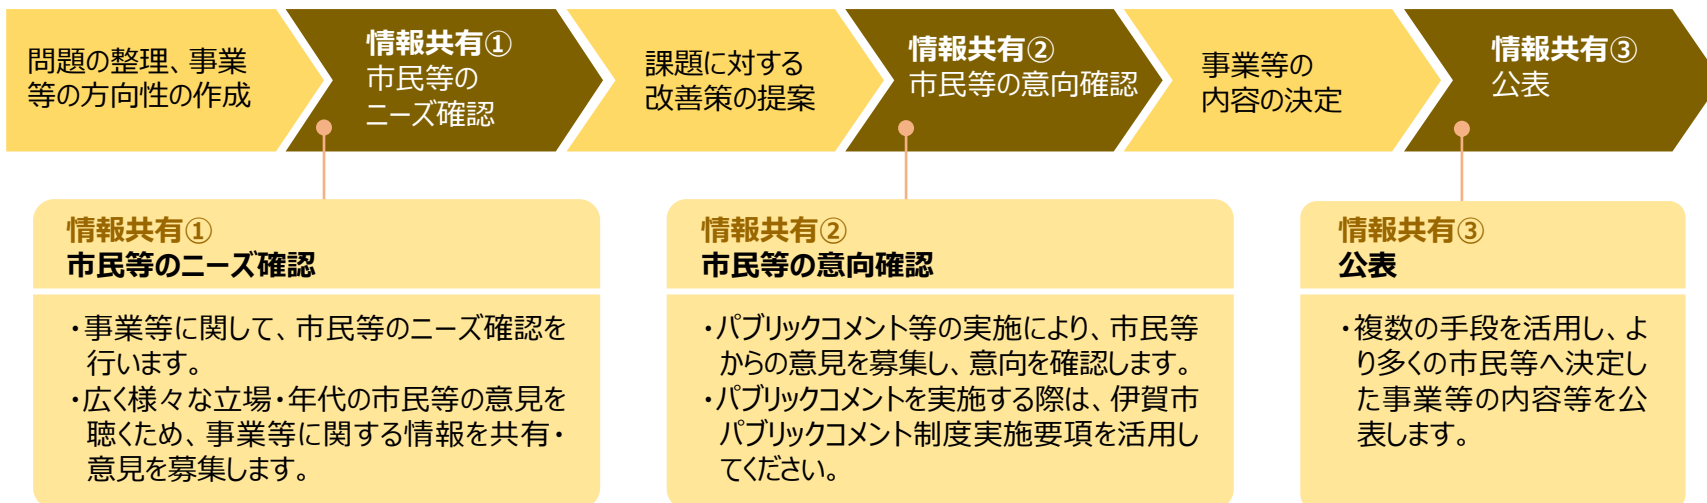 問題の整理、事業
等の方向性の作成
情報共有①
市民等の
ニーズ確認
課題に対する
改善策の提案
情報共有②
市民等の意向確認
事業等の
内容の決定
情報共有③
公表
情報共有①
市民等のニーズ確認
・事業等に関して、市民等のニーズ確認を
行います。
・広く様々な立場・年代の市民等の意見を
聴くため、事業等に関する情報を共有・
意見を募集します。
情報共有②
市民等の意向確認
・パブリックコメント等の実施により、市民等
からの意見を募集し、意向を確認します。
・パブリックコメントを実施する際は、伊賀市
パブリックコメント制度実施要項を活用し
てください。
情報共有③
公表
・複数の手段を活用し、よ
り多くの市民等へ決定し
た事業等の内容等を公
表します。